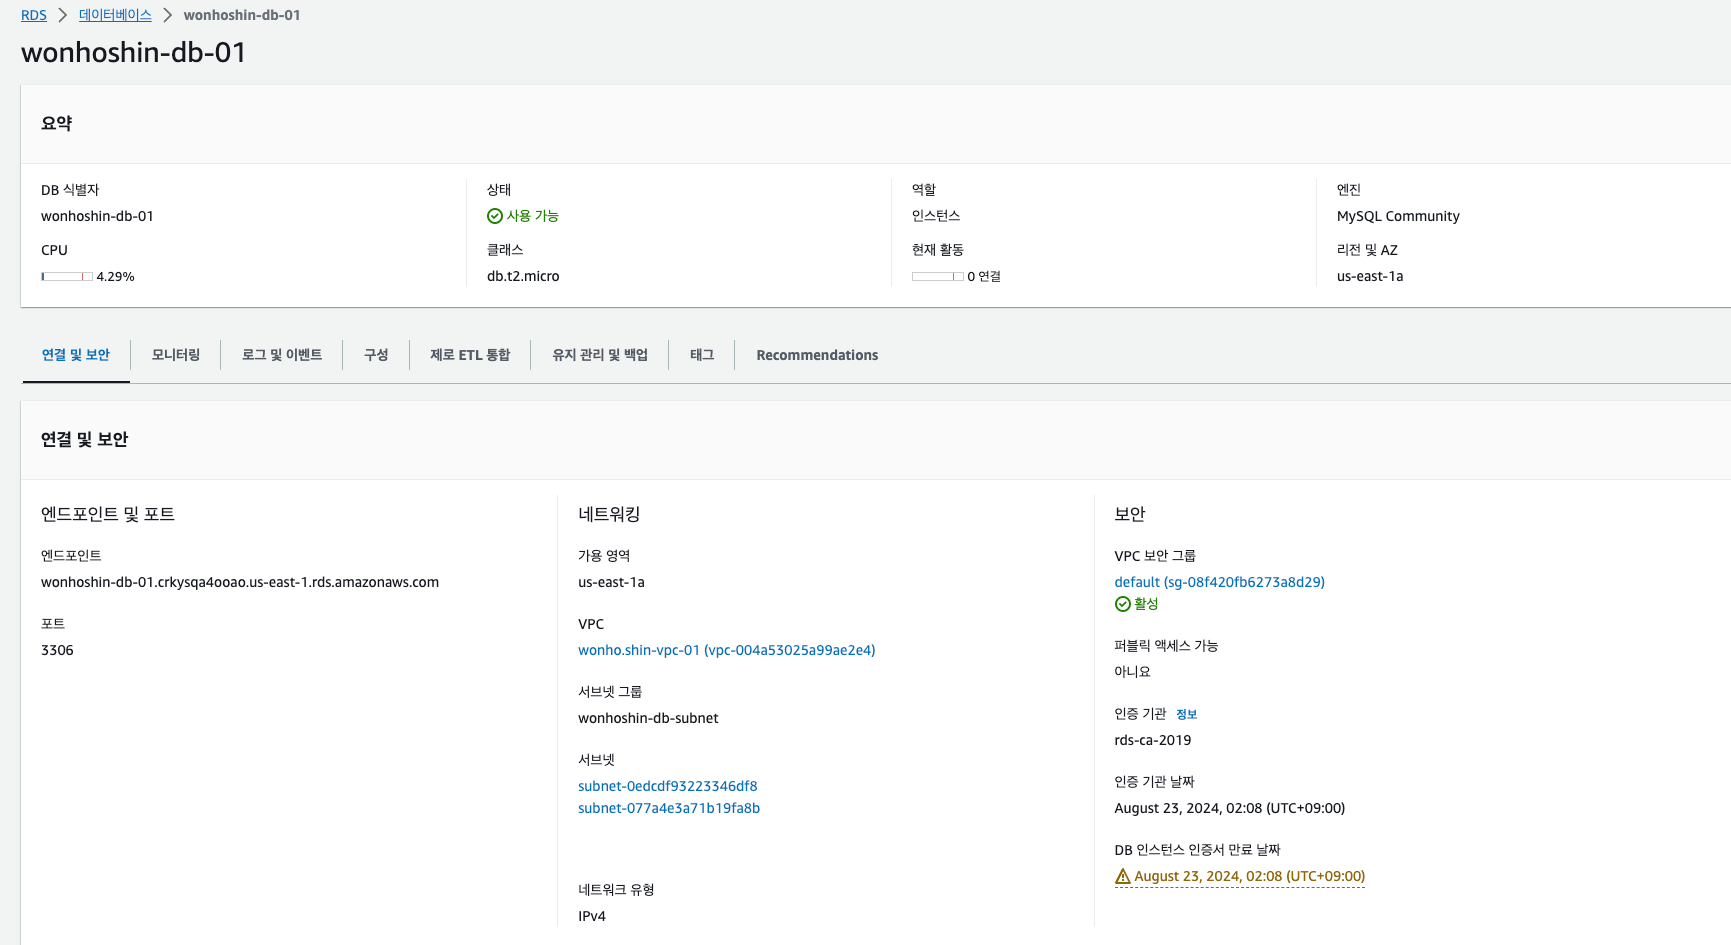 RDS > 데이터베이스 > wonhoshin-db-01
wonhoshin-db-01
요약
DB 식별자
wonhoshin-db-01
CPU
4.29%
상태
사용 가능
클래스
db.t2.micro
역할
인스턴스
현재 활동
0 연결
엔진
MySQL Community
리전 및 AZ
us-east-1a
연결 및 보안 모니터링 로그 및 이벤트 구성 제로 ETL 통합 유지 관리 및 백업 태그 Recommendations
연결 및 보안
엔드포인트 및 포트
엔드포인트
wonhoshin-db-01.crkysqa4ooao.us-east-1.rds.amazonaws.com
포트
3306
네트워킹
가용 영역
us-east-1a
VPC
wonho.shin-vpc-01 (vpc-004a53025a99ae2e4)
서브넷 그룹
wonhoshin-db-subnet
서브넷
subnet-0edcdf93223346df8
subnet-077a4e3a71b19fa8b
네트워크 유형
IPv4
보안
VPC 보안 그룹
default (sg-08f420fb6273a8d29)
활성
퍼블릭 액세스 가능
아니요
인증 기관 정보
rds-ca-2019
인증 기관 날짜
August 23, 2024, 02:08 (UTC+09:00)
DB 인스턴스 인증서 만료 날짜
August 23, 2024, 02:08 (UTC+09:00)